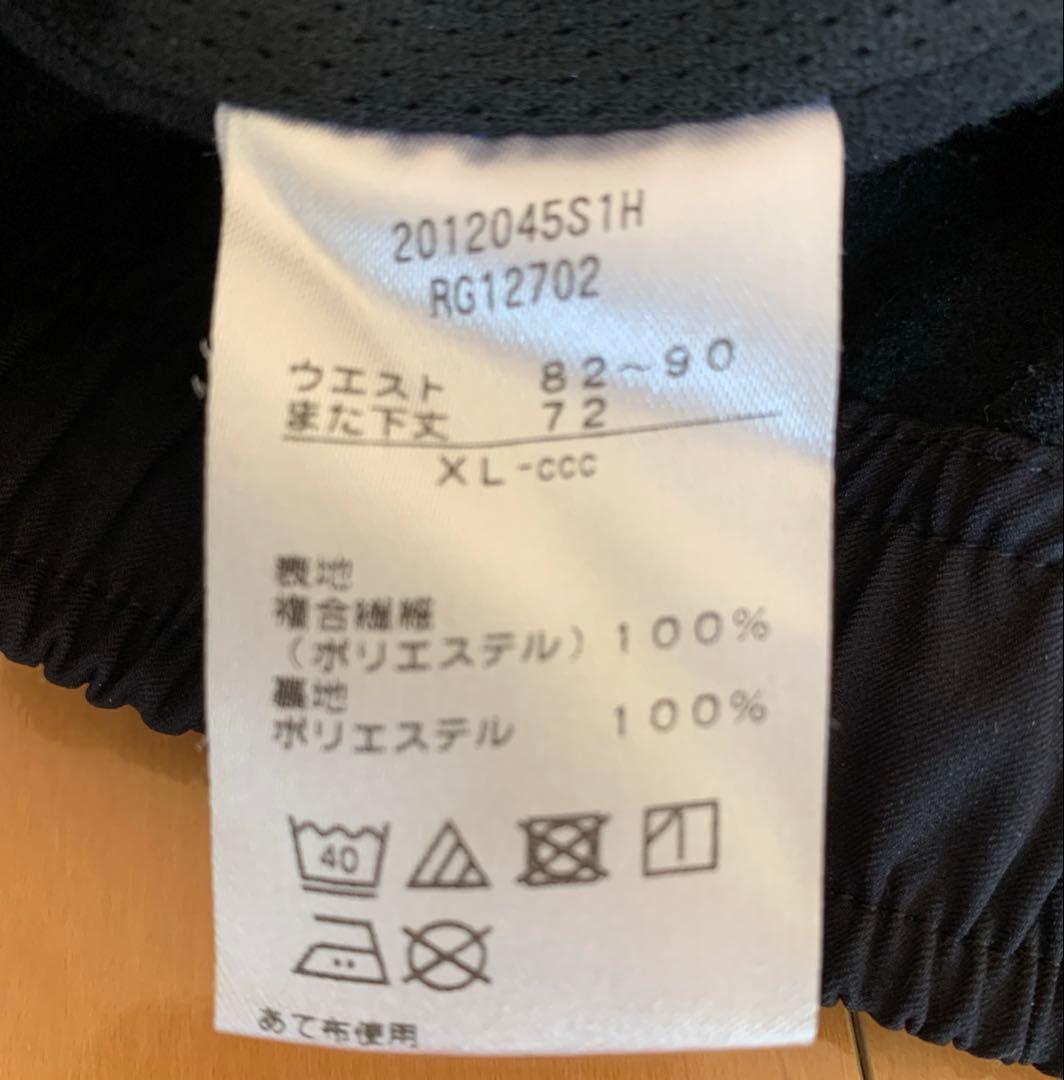 2012045S1H
RG12702
ウエスト 82～90
また下丈 72
XL-ccc
表地
複合繊維
(ポリエステル) 100%
裏地
ポリエステル 100%
40
あて布使用